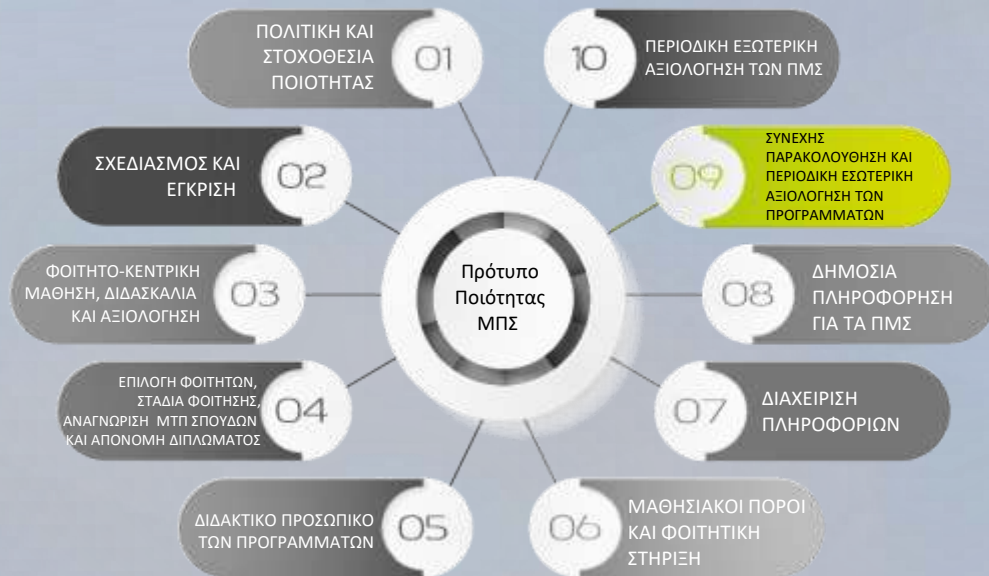 ΠΟΛΙΤΙΚΗ ΚΑΙ
ΣΤΟΧΟΘΕΣΙΑ
ΠΟΙΟΤΗΤΑΣ
01
ΣΧΕΔΙΑΣΜΟΣ ΚΑΙ
ΕΓΚΡΙΣΗ
02
ΦΟΙΤΗΤΟ-ΚΕΝΤΡΙΚΗ
ΜΑΘΗΣΗ, ΔΙΔΑΣΚΑΛΙΑ
ΚΑΙ ΑΞΙΟΛΟΓΗΣΗ
03
ΕΠΙΛΟΓΗ ΦΟΙΤΗΤΩΝ,
ΣΤΑΔΙΑ ΦΟΙΤΗΣΗΣ,
ΑΝΑΓΝΩΡΙΣΗ ΜΤΠ ΣΠΟΥΔΩΝ
ΚΑΙ ΑΠΟΝΟΜΗ ΔΙΠΛΩΜΑΤΟΣ
04
ΔΙΔΑΚΤΙΚΟ ΠΡΟΣΩΠΙΚΟ
ΤΩΝ ΠΡΟΓΡΑΜΜΑΤΩΝ
05
Πρότυπο
Ποιότητας
ΜΠΣ
10
ΠΕΡΙΟΔΙΚΗ ΕΞΩΤΕΡΙΚΗ
ΑΞΙΟΛΟΓΗΣΗ ΤΩΝ ΠΜΣ
09
ΣΥΝΕΧΗΣ
ΠΑΡΑΚΟΛΟΥΘΗΣΗ ΚΑΙ
ΠΕΡΙΟΔΙΚΗ ΕΣΩΤΕΡΙΚΗ
ΑΞΙΟΛΟΓΗΣΗ ΤΩΝ
ΠΡΟΓΡΑΜΜΑΤΩΝ
08
ΔΗΜΟΣΙΑ
ΠΛΗΡΟΦΟΡΗΣΗ
ΓΙΑ ΤΑ ΠΜΣ
07
ΔΙΑΧΕΙΡΙΣΗ
ΠΛΗΡΟΦΟΡΙΩΝ
06
ΜΑΘΗΣΙΑΚΟΙ ΠΟΡΟΙ
ΚΑΙ ΦΟΙΤΗΤΙΚΗ
ΣΤΗΡΙΞΗ